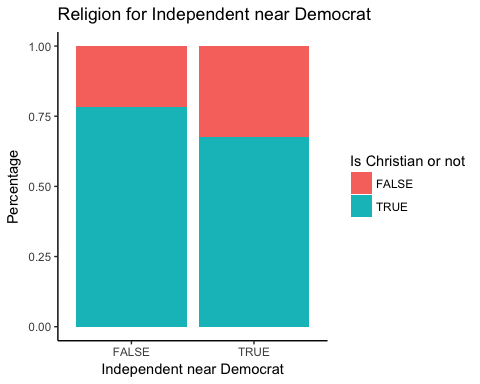 Religion for Independent near Democrat
1.00
0.75
0.50
0.25
0.00
Percentage
FALSE
TRUE
Independent near Democrat
Is Christian or not
FALSE
TRUE